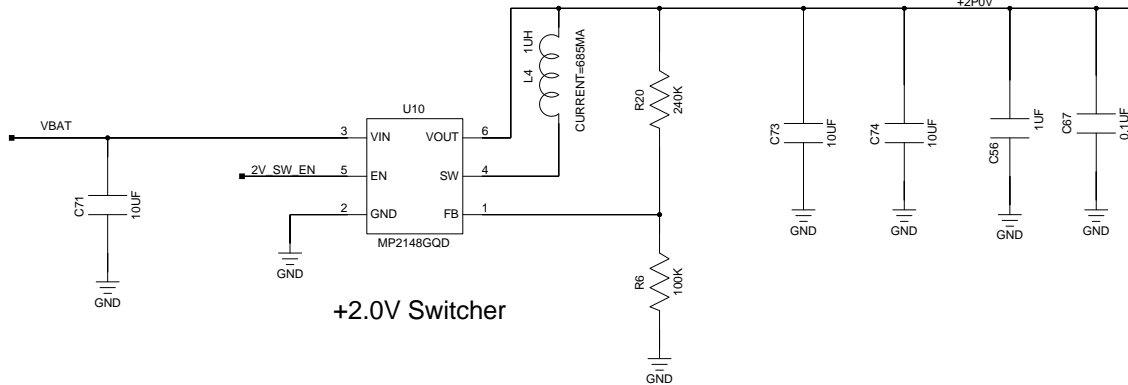 +2P0V
1UH
L4
CURRENT=685MA
R20
240K
C73
10UF
C74
10UF
C56
1UF
C67
0.1UF
U10
VBAT
3
VIN
VOUT
6
2V_SW_EN
5
EN
SW
4
C71
10UF
2
GND
FB
1
MP2148GQD
GND
GND
GND
GND
GND
R6
100K
GND
GND
+2.0V Switcher
GND